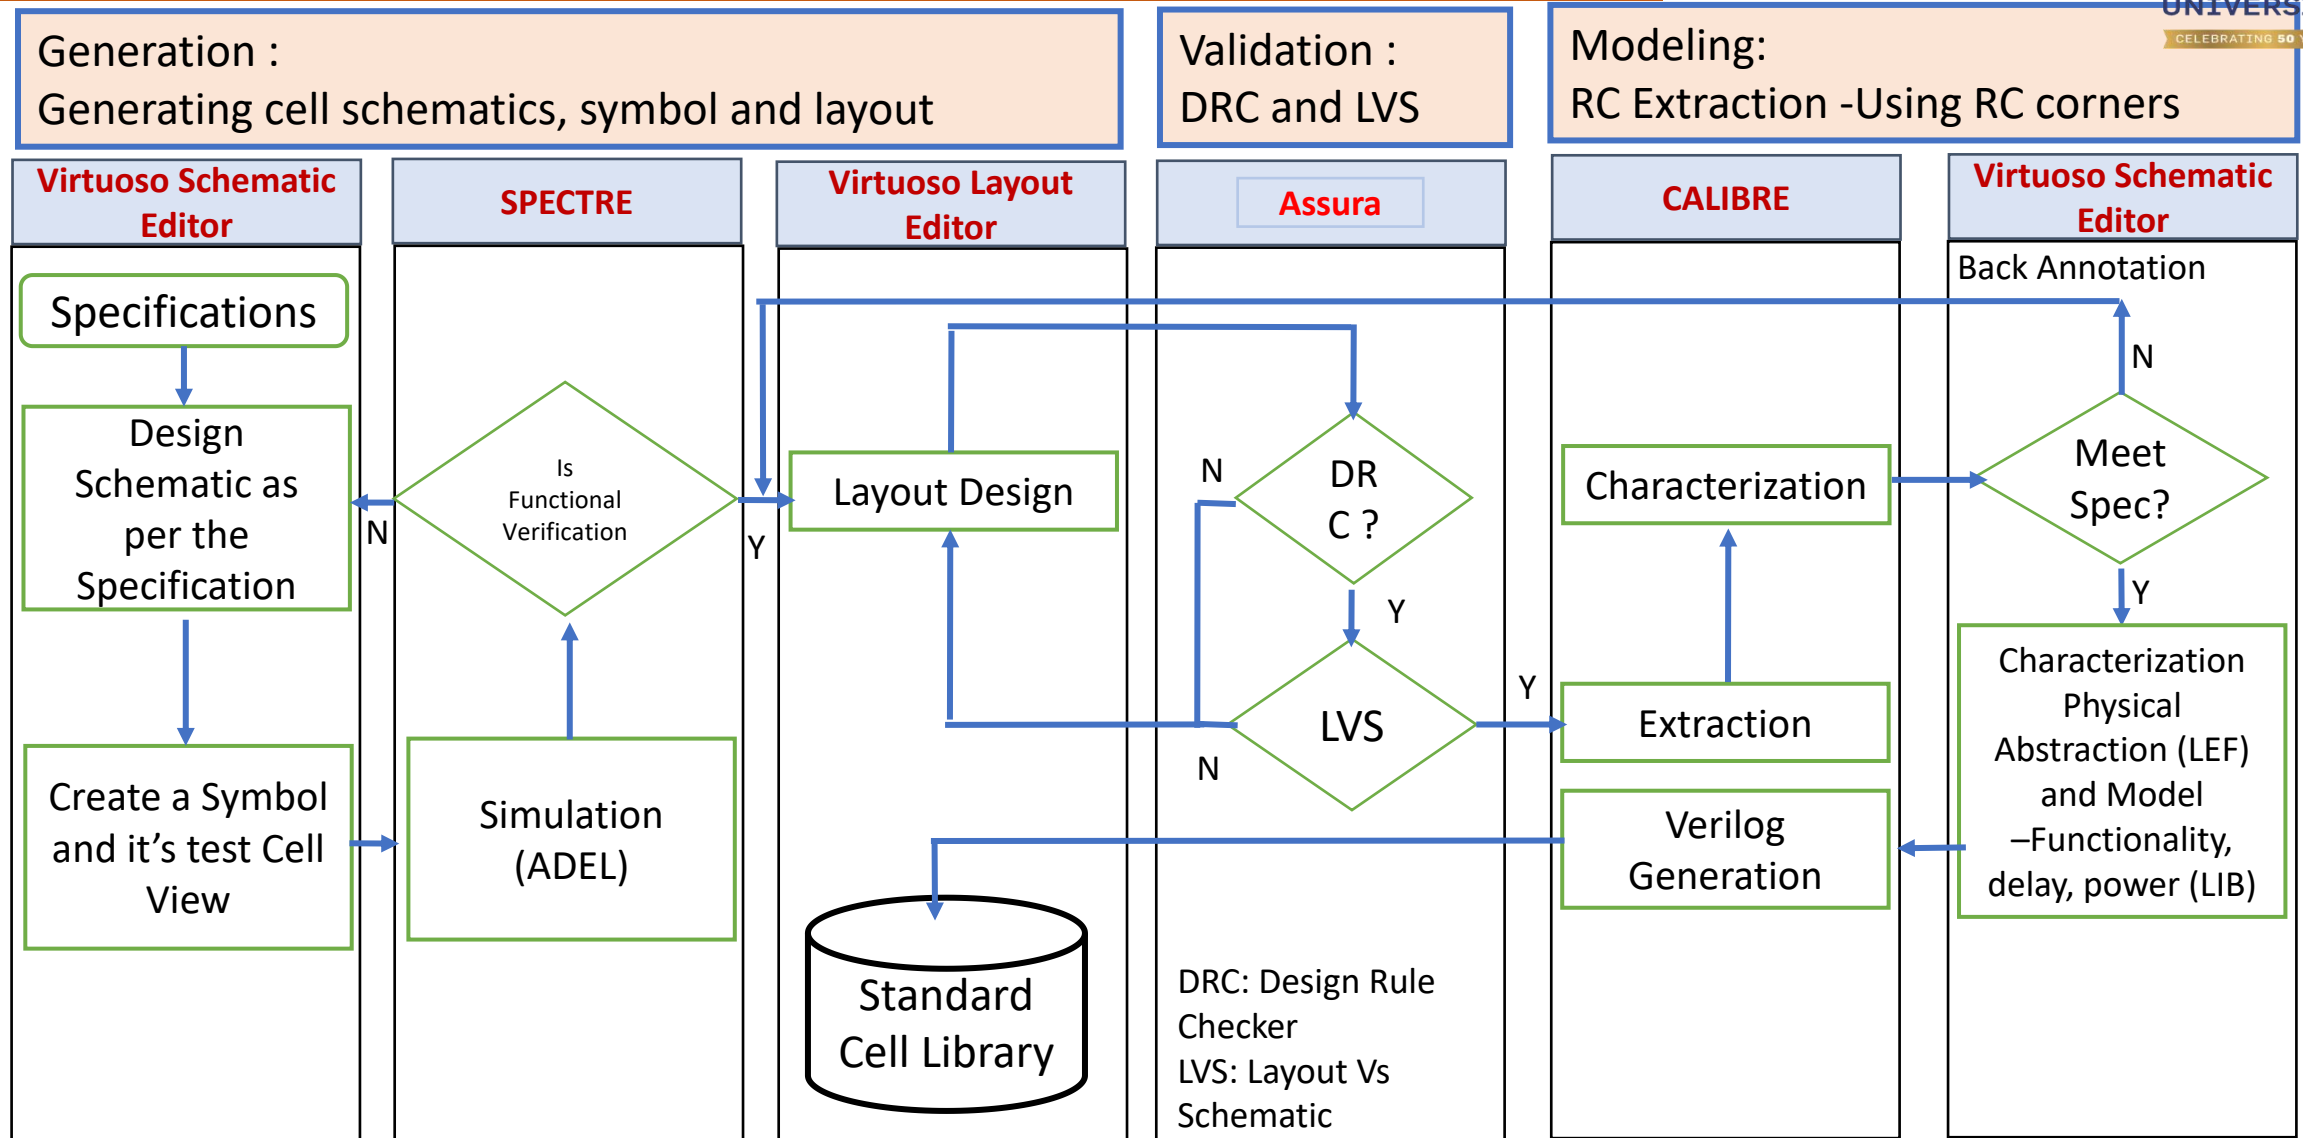 UNIVERS
CELEBRATING 50 Y
Generation :
Generating cell schematics, symbol and layout
Validation :
DRC and LVS
Modeling:
RC Extraction -Using RC corners
Virtuoso Schematic
Editor
SPECTRE
Virtuoso Layout
Editor
Assura
CALIBRE
Virtuoso Schematic
Editor
Specifications
Design
Schematic as
per the
Specification
Create a Symbol
and it’s test Cell
View
N
Is
Functional
Verification
Y
Simulation
(ADEL)
Layout Design
Standard
Cell Library
N
DR
C ?
Y
LVS
N
Y
DRC: Design Rule
Checker
LVS: Layout Vs
Schematic
Characterization
Extraction
Verilog
Generation
Back Annotation
N
Meet
Spec?
Y
Characterization
Physical
Abstraction (LEF)
and Model
–Functionality,
delay, power (LIB)